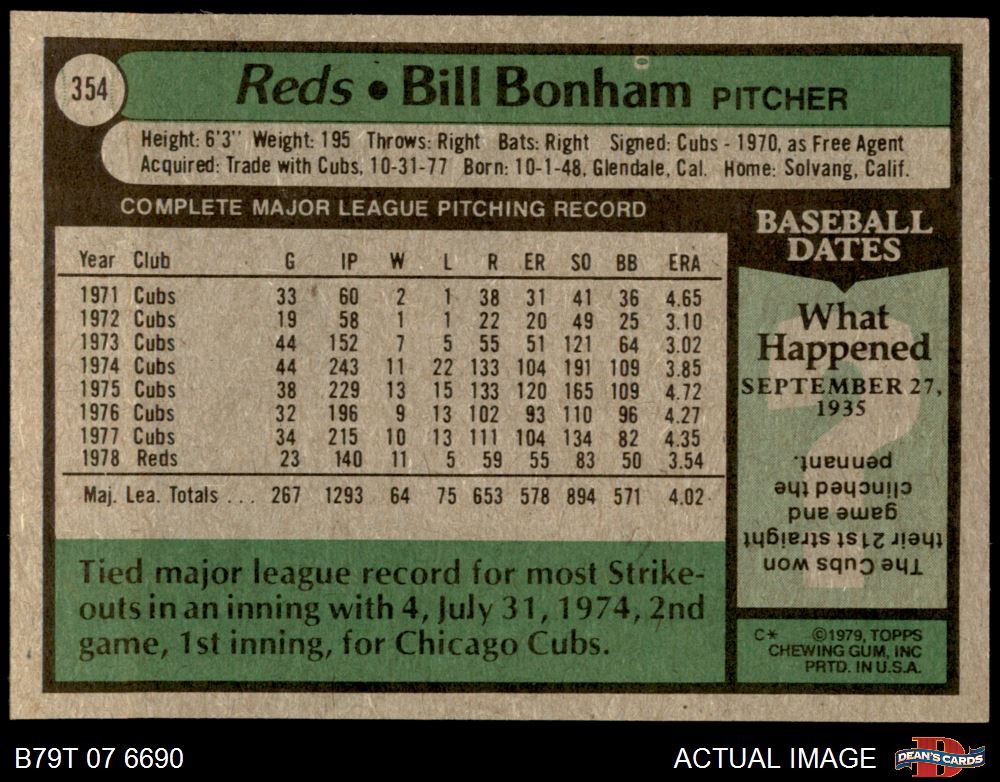 354
Reds • Bill Bonham PITCHER
Height: 6'3" Weight: 195 Throws: Right Bats: Right Signed: Cubs - 1970, as Free Agent
Acquired: Trade with Cubs, 10-31-77 Born: 10-1-48, Glendale, Cal. Home: Solvang, Calif.
COMPLETE MAJOR LEAGUE PITCHING RECORD
Year Club G IP W L R ER SO BB ERA
1971 Cubs 33 60 2 1 38 31 41 36 4.65
1972 Cubs 19 58 1 1 22 20 49 25 3.10
1973 Cubs 44 152 7 5 55 51 121 64 3.02
1974 Cubs 44 243 11 22 133 104 191 109 3.85
1975 Cubs 38 229 13 15 133 120 165 109 4.72
1976 Cubs 32 196 9 13 102 93 110 96 4.27
1977 Cubs 34 215 10 13 111 104 134 82 4.35
1978 Reds 23 140 11 5 59 55 83 50 3.54
Maj. Lea. Totals ... 267 1293 64 75 653 578 894 571 4.02
Tied major league record for most Strike-
outs in an inning with 4, July 31, 1974, 2nd
game, 1st inning, for Chicago Cubs.
BASEBALL
DATES
What
Happened
SEPTEMBER 27,
1935
The Cubs won
their 21st straight
game and
clinched the
pennant.
C* ©1979, TOPPS
CHEWING GUM, INC
PRTD. IN U.S.A.
B79T 07 6690
ACTUAL IMAGE
DEAN'S CARDS